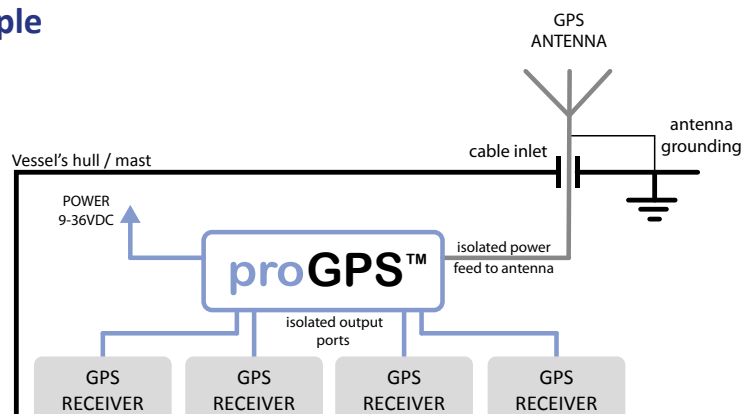 ple
GPS
ANTENNA
antenna
grounding
cable inlet
Vessel's hull / mast
POWER
9-36VDC
proGPS™
isolated power
feed to antenna
isolated output
ports
GPS
RECEIVER
GPS
RECEIVER
GPS
RECEIVER
GPS
RECEIVER